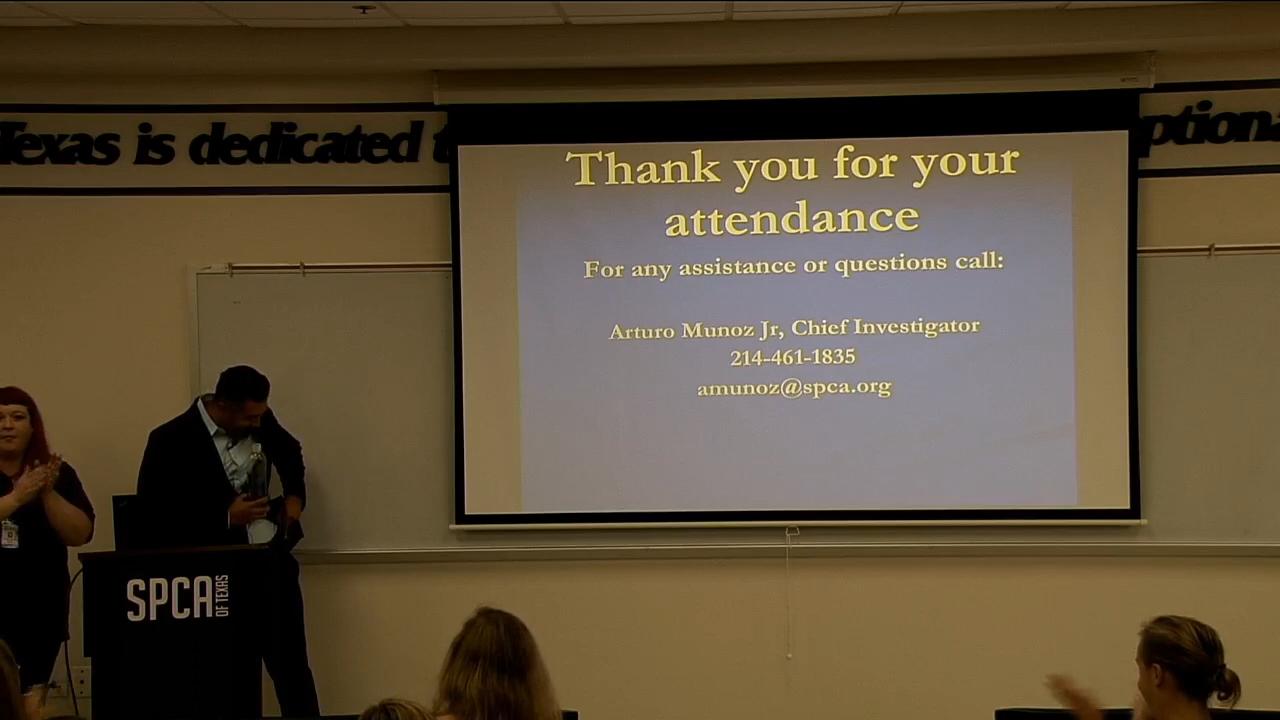 Texas is dedicated
Thank you for your
attendance
For any assistance or questions call:
Arturo Munoz Jr, Chief Investigator
214-461-1835
amunoz@spca.org
SPCA
OF TEXAS